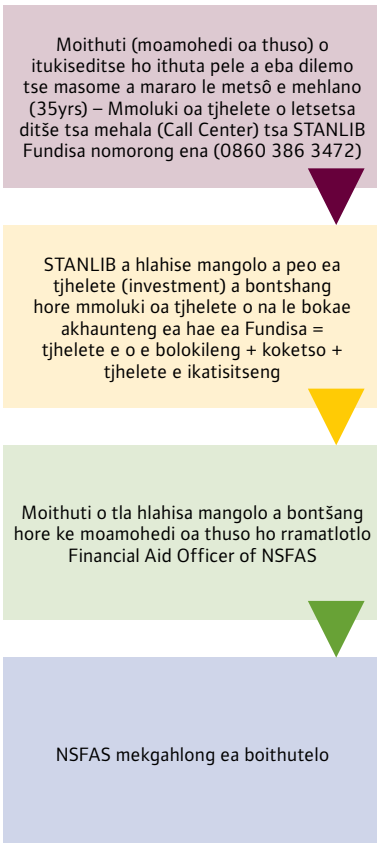 Moithuti (moamohedi oa thuso) o
itukiseditse ho ithuta pele a eba dilemo
tse masome a mararo le metsô e mehlano
(35yrs) – Mmoluki oa tjhelete o letsetsa
ditše tsa mehala (Call Center) tsa STANLIB
Fundisa nomorong ena (0860 386 3472)
STANLIB a hlahise mangolo a peo ea
tjhelete (investment) a bontshang
hore mmoluki oa tjhelete o na le bokae
akhaunteng ea hae ea Fundisa =
tjhelete e o e bolokileng + koketso +
tjhelete e ikatisitseng
Moithuti o tla hlahisa mangolo a bontšang
hore ke moamohedi oa thuso ho rramatlotlo
Financial Aid Officer of NSFAS
NSFAS mekgahlong ea boithutelo